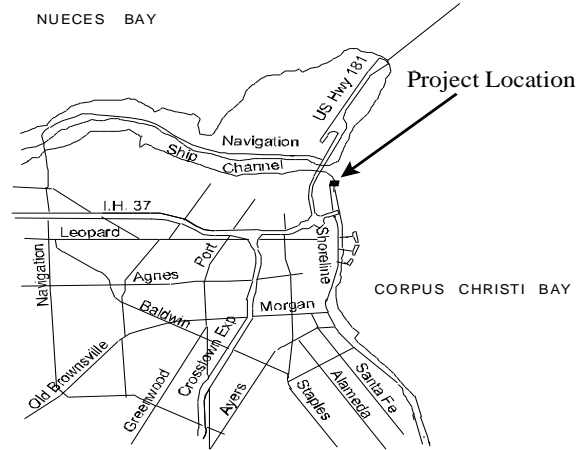 NUECES BAY
US Hwy 181
Project Location
Navigation
Ship
Channel
I.H. 37
Leopard
Port
Shoreline
Navigation
Agnes
CORPUS CHRISTI BAY
Baldwin
Morgan
Crosstown Exp
Old Brownsville
Greenwood
Ayers
Staples
Alameda
Santa Fe